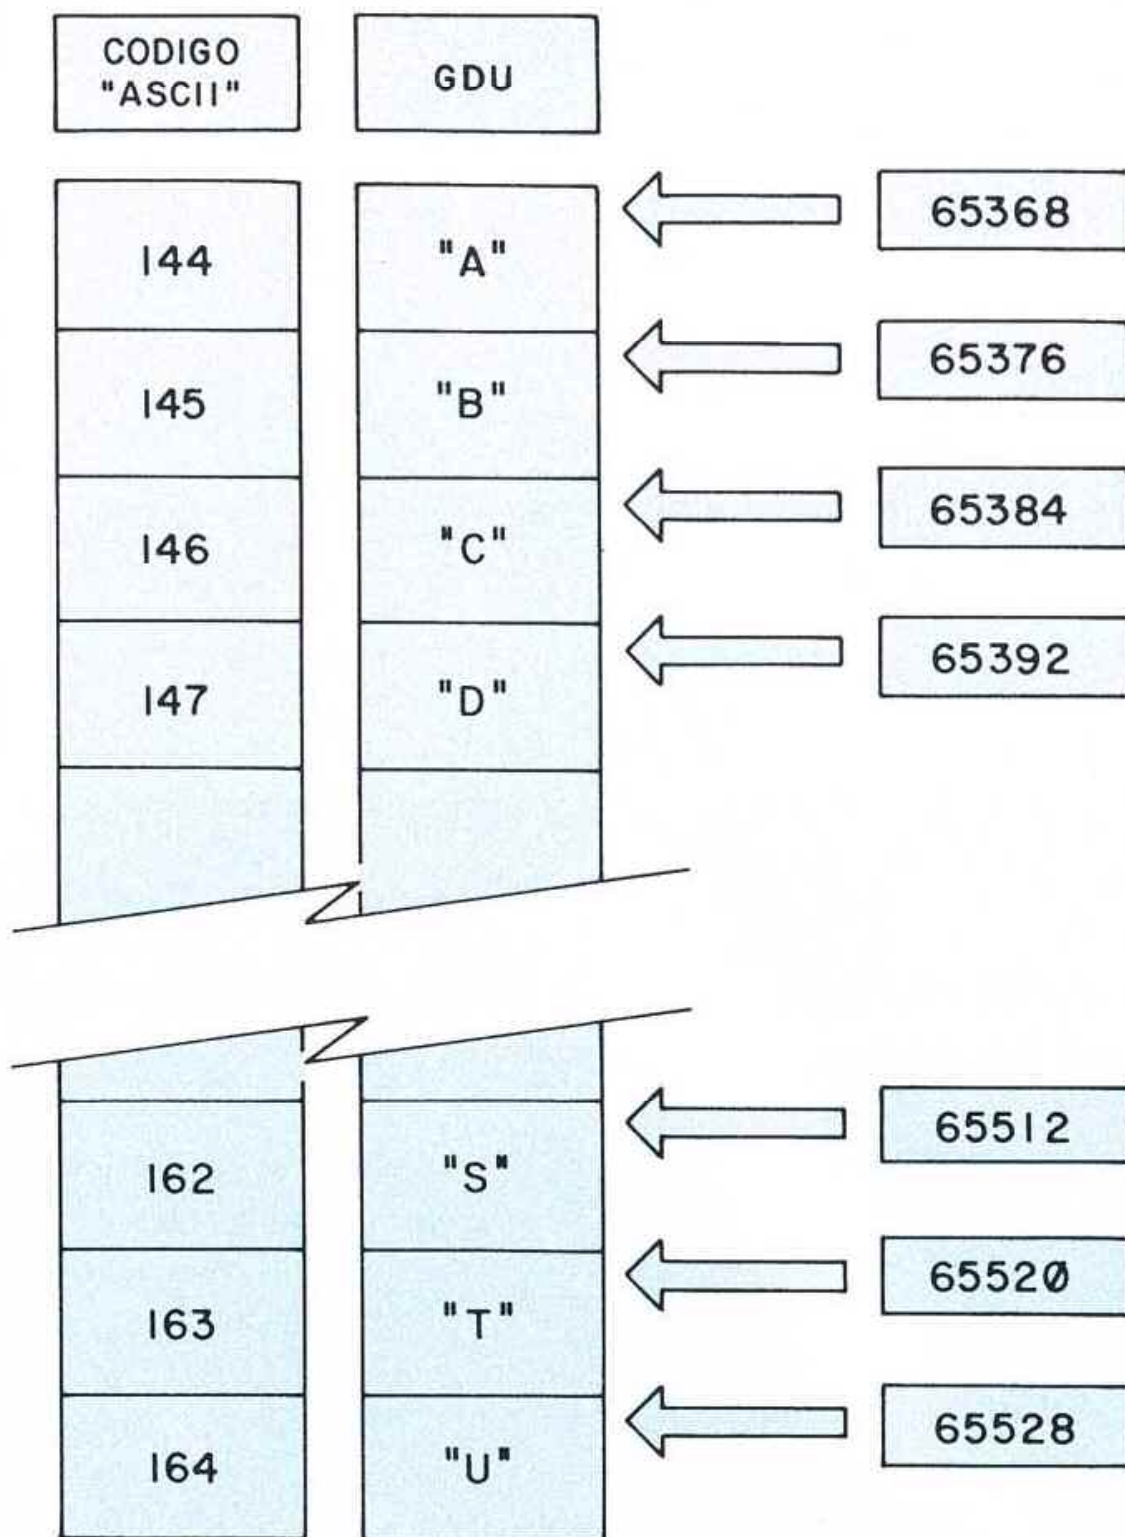 CODIGO
"ASCII"
GDU
144 "A" 65368
145 "B" 65376
146 "C" 65384
147 "D" 65392
162 "S" 65512
163 "T" 65520
164 "U" 65528